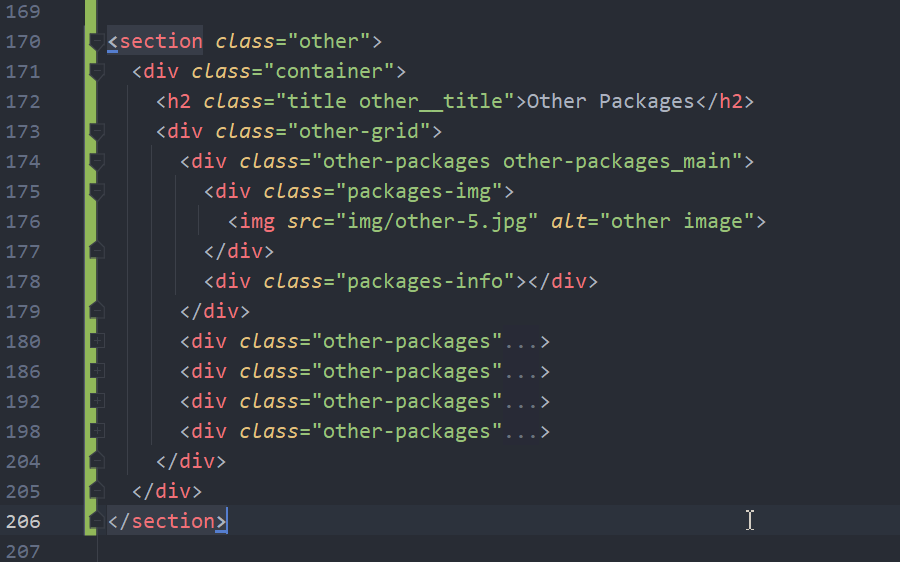 169
170 <section class="other">
171 <div class="container">
172 <h2 class="title other__title">Other Packages</h2>
173 <div class="other-grid">
174 <div class="other-packages other-packages_main">
175 <div class="packages-img">
176 <img src="img/other-5.jpg" alt="other image">
177 </div>
178 <div class="packages-info"></div>
179 </div>
180 <div class="other-packages"...>
186 <div class="other-packages"...>
192 <div class="other-packages"...>
198 <div class="other-packages"...>
204 </div>
205 </div>
206 </section>
207